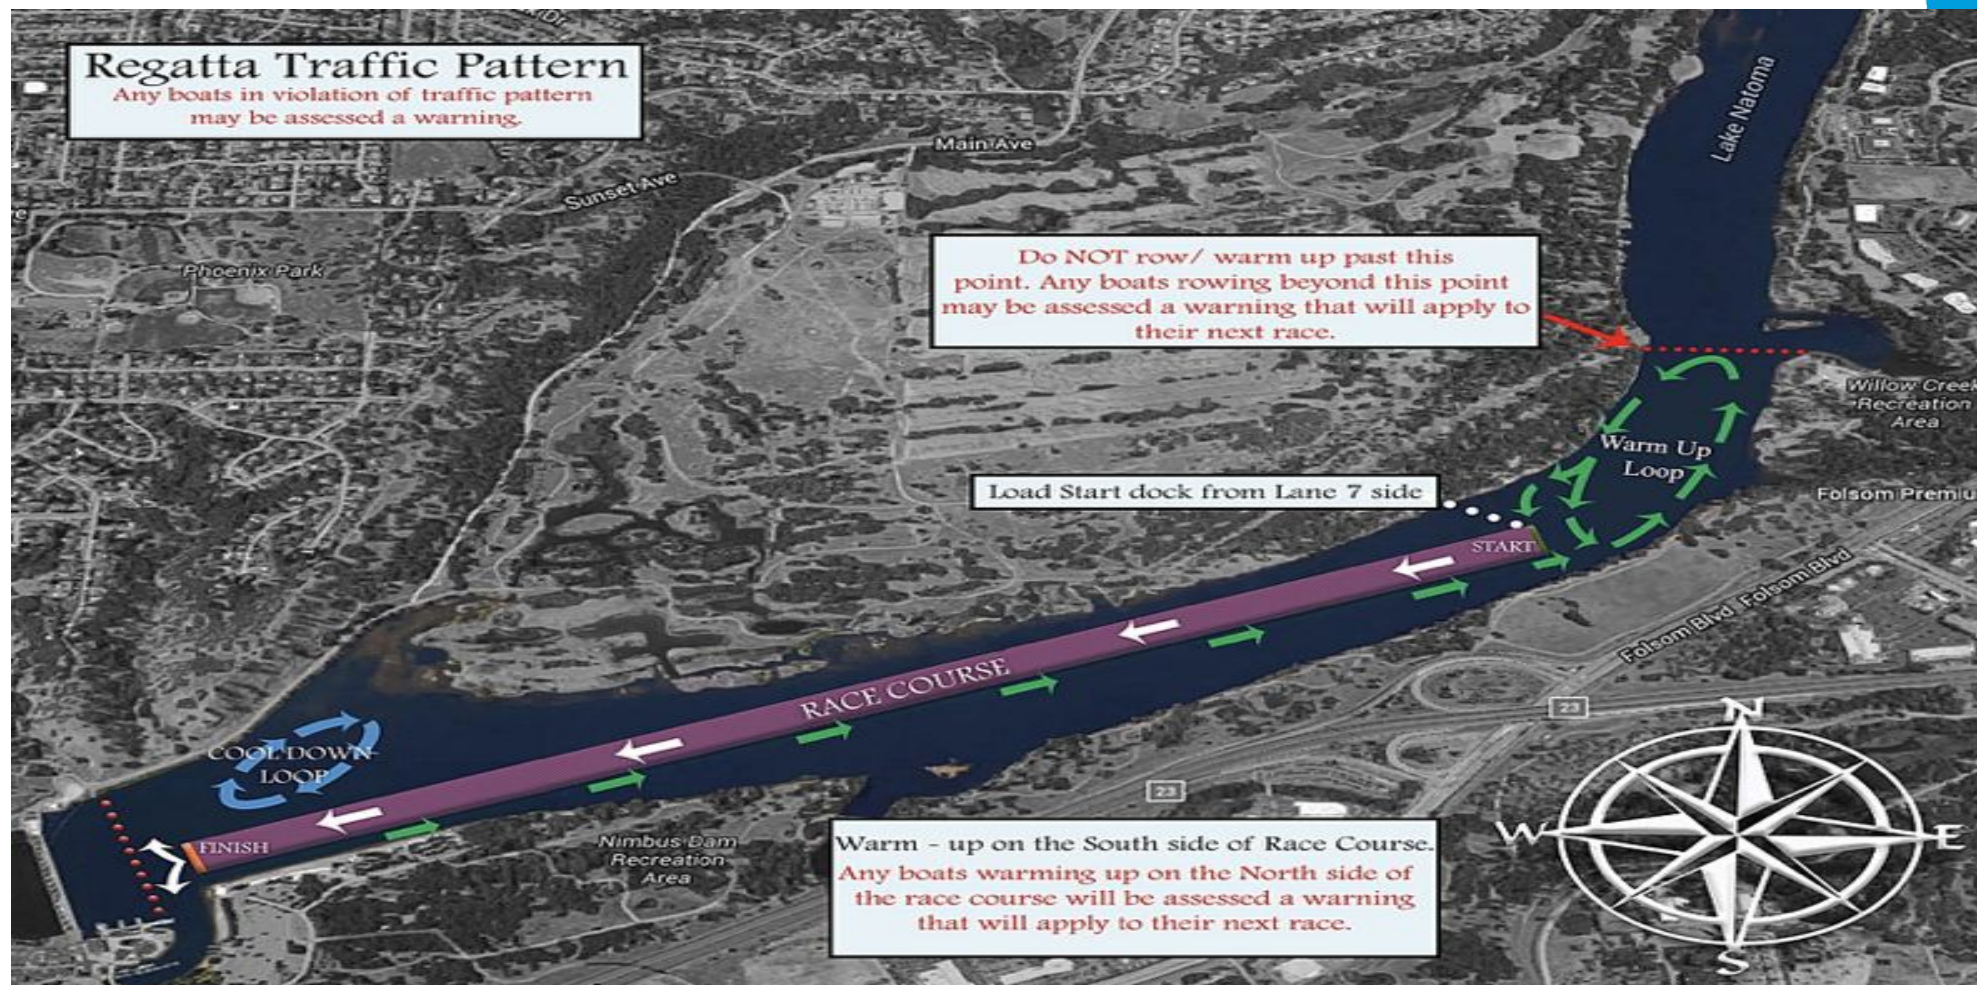 Regatta Traffic Pattern
Any boats in violation of traffic pattern
may be assessed a warning.
Lake Natoma
Main Ave
Sunset Ave
Phoenix Park
Do NOT row/ warm up past this
point. Any boats rowing beyond this point
may be assessed a warning that will apply to
their next race.
Willow Creek
Recreation
Area
Warm Up
Loop
Load Start dock from Lane 7 side
Folsom Premiu
START
Folsom Blvd
Folsom Blvd
RACE COURSE
23
N
COOL DOWN
LOOP
23
FINISH
Nimbus Dam
Recreation
Area
Warm - up on the South side of Race Course.
Any boats warming up on the North side of
the race course will be assessed a warning
that will apply to their next race.
W
E
S